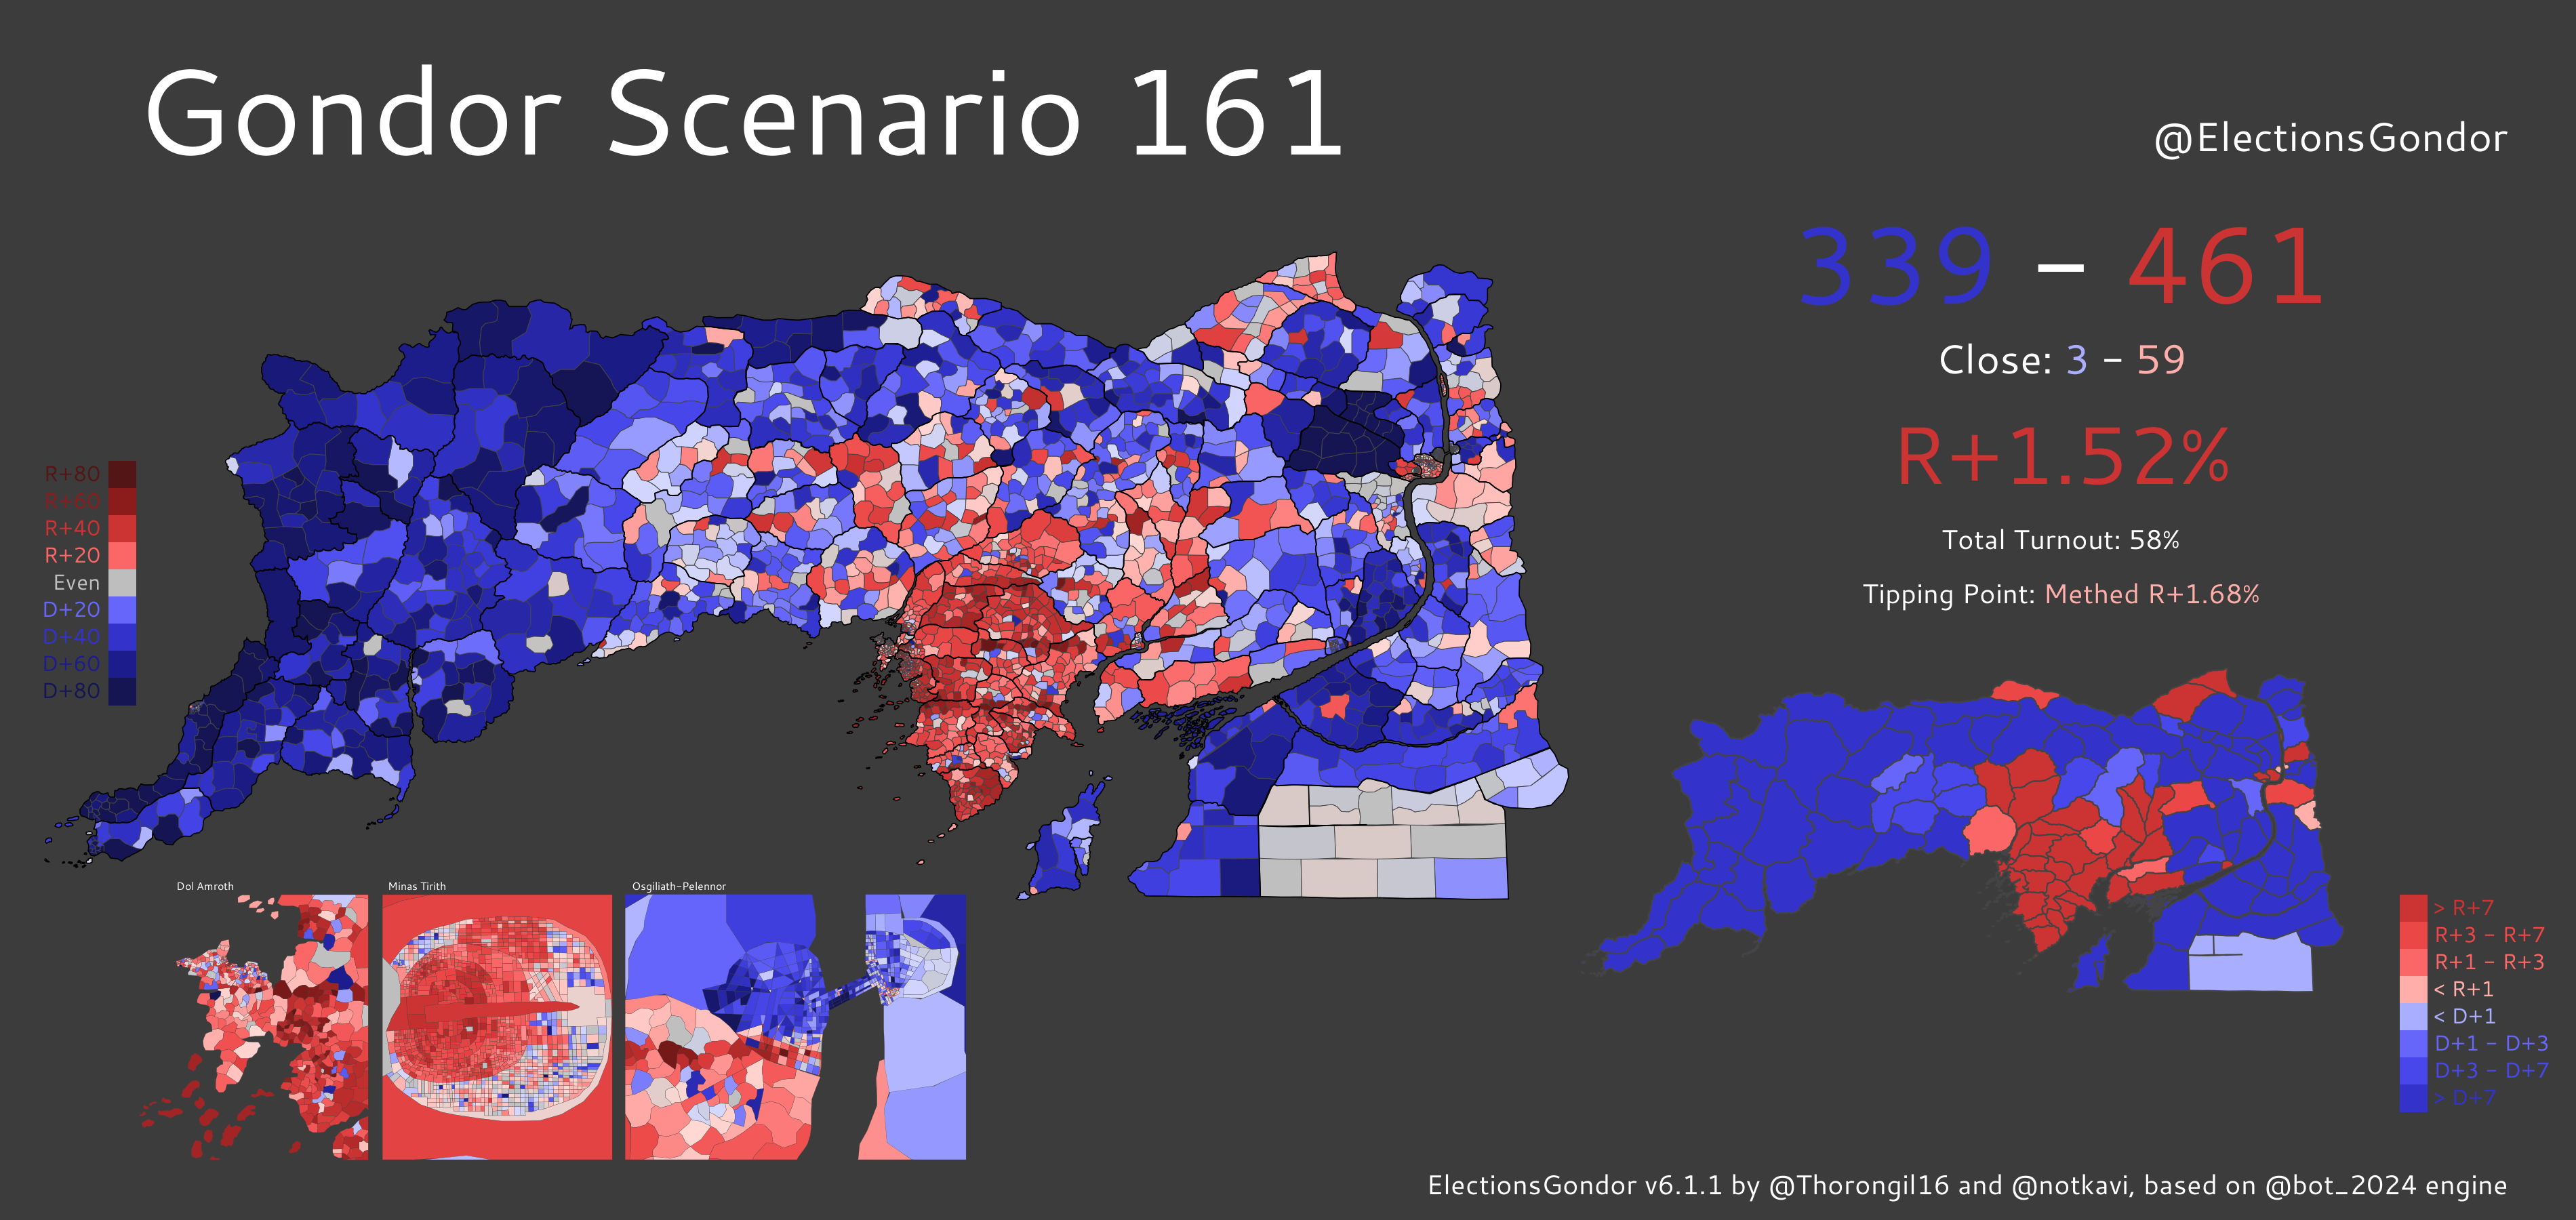 Gondor Scenario 161
@ElectionsGondor
339 – 461
Close: 3 – 59
R+1.52%
Total Turnout: 58%
Tipping Point: Methed R+1.68%
R+80
R+60
R+40
R+20
Even
D+20
D+40
D+60
D+80
Dol Amroth
Minas Tirith
Osgiliath-Pelennor
> R+7
R+3 - R+7
R+1 - R+3
< R+1
< D+1
D+1 - D+3
D+3 - D+7
> D+7
ElectionsGondor v6.1.1 by @Thorongil16 and @notkavi, based on @bot_2024 engine